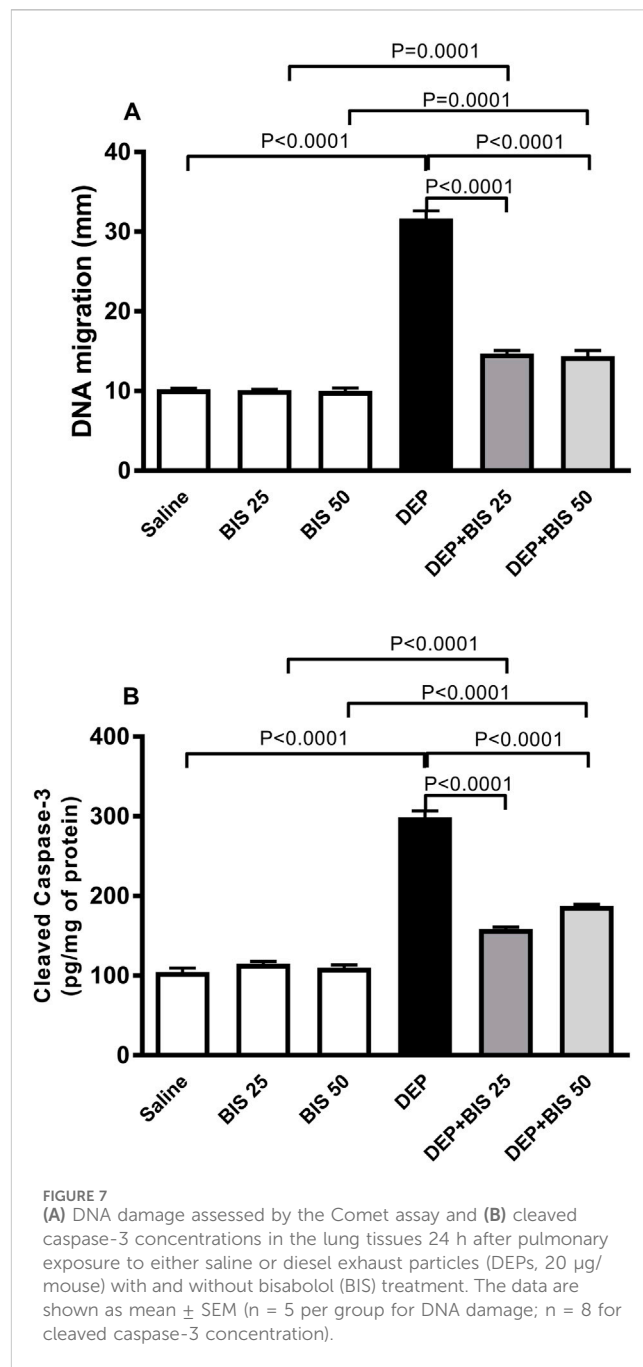 P=0.0001
A
P=0.0001
P<0.0001
P<0.0001
P<0.0001
40
30
20
10
0
DNA migration (mm)
Saline
BIS 25
BIS 50
DEP
DEP+BIS 25
DEP+BIS 50
P<0.0001
B
P<0.0001
P<0.0001
P<0.0001
P<0.0001
400
300
200
100
0
Cleaved Caspase-3
(pg/mg of protein)
Saline
BIS 25
BIS 50
DEP
DEP+BIS 25
DEP+BIS 50
FIGURE 7
(A) DNA damage assessed by the Comet assay and (B) cleaved
caspase-3 concentrations in the lung tissues 24 h after pulmonary
exposure to either saline or diesel exhaust particles (DEPs, 20 µg/
mouse) with and without bisabolol (BIS) treatment. The data are
shown as mean ± SEM (n = 5 per group for DNA damage; n = 8 for
cleaved caspase-3 concentration).